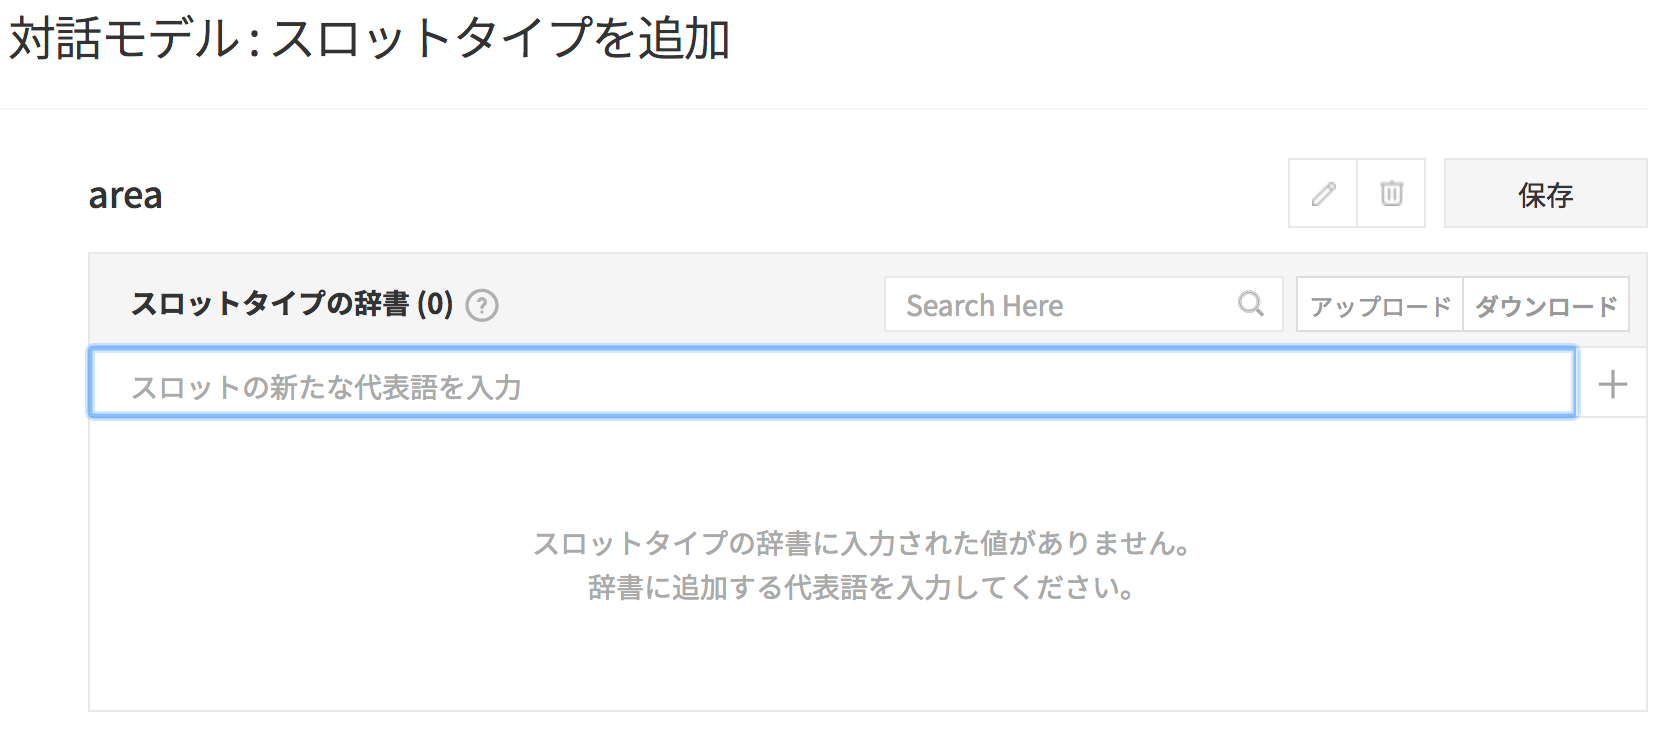 対話モデル : スロットタイプを追加
area
保存
スロットタイプの辞書 (0) ?
Search Here
アップロード
ダウンロード
スロットの新たな代表語を入力
スロットタイプの辞書に入力された値がありません。
辞書に追加する代表語を入力してください。